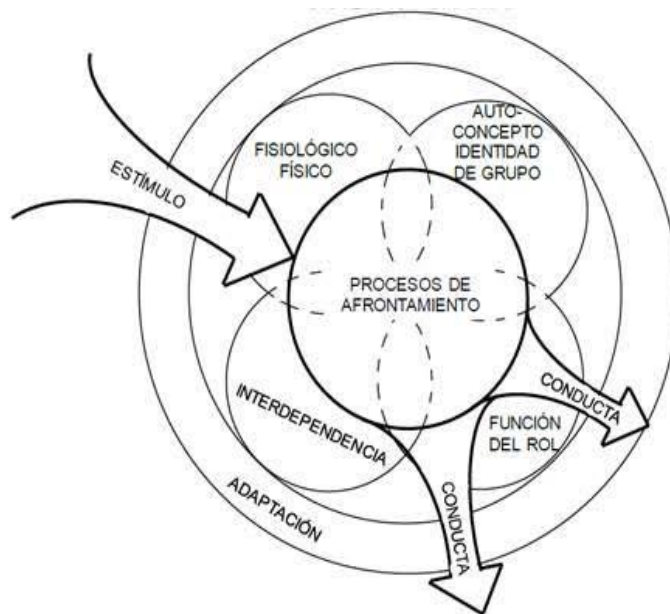 AUTO-
CONCEPTO
IDENTIDAD
DE GRUPO
FISIOLÓGICO
FÍSICO
ESTÍMULO
PROCESOS DE
AFRONTAMIENTO
CONDUCTA
INTERDEPENDENCIA
FUNCIÓN
DEL ROL
ADAPTACIÓN
CONDUCTA